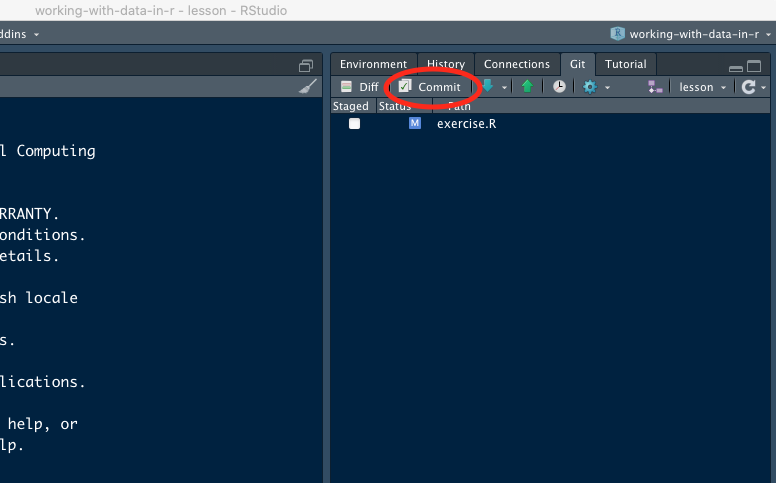 working-with-data-in-r - lesson - RStudio
ddins
working-with-data-in-r
Environment History Connections Git Tutorial
Diff Commit lesson
Staged Status Path
M exercise.R
l Computing
RRANTY.
onditions.
etails.
sh locale
s.
lications.
help, or
lp.